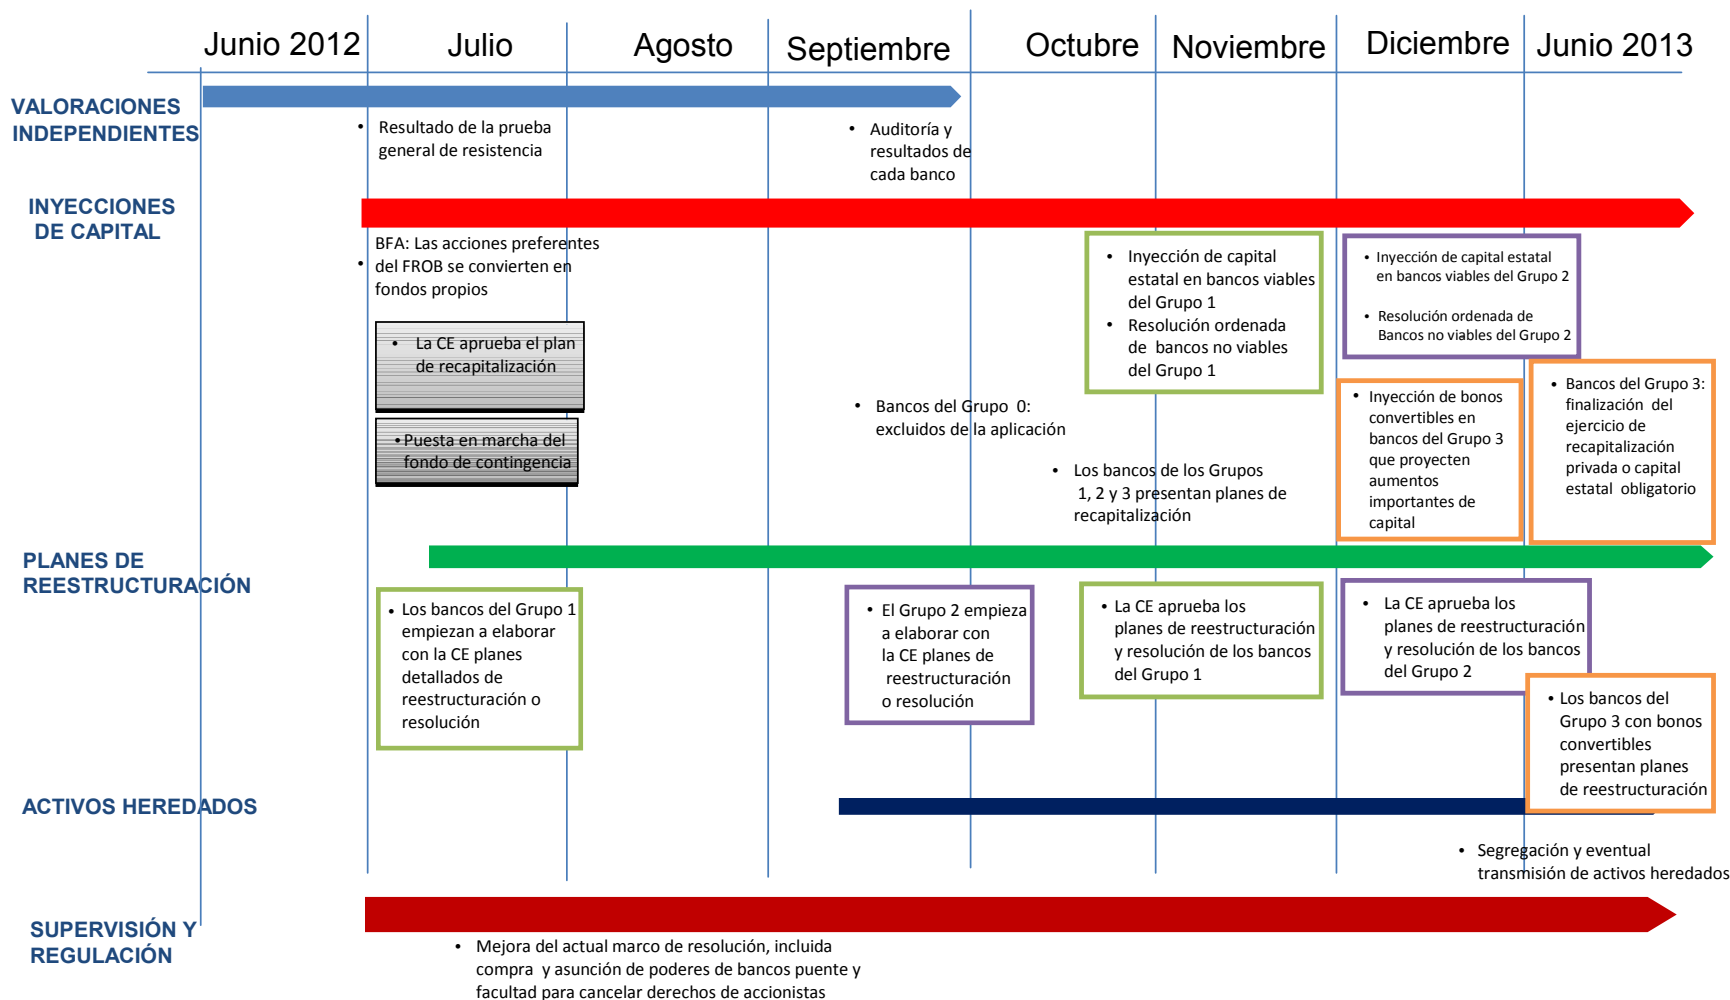 Junio 2012
Julio
Agosto
Septiembre
Octubre
Noviembre
Diciembre
Junio 2013
VALORACIONES
INDEPENDIENTES
• Resultado de la prueba
general de resistencia
• Auditoría y
resultados de
cada banco
INYECCIONES
DE CAPITAL
BFA: Las acciones preferentes
• del FROB se convierten en
fondos propios
• La CE aprueba el plan
de recapitalización
• Puesta en marcha del
fondo de contingencia
• Bancos del Grupo 0:
excluidos de la aplicación
• Los bancos de los Grupos
1, 2 y 3 presentan planes de
recapitalización
• Inyección de capital
estatal en bancos viables
del Grupo 1
• Resolución ordenada
de bancos no viables
del Grupo 1
• Inyección de capital estatal
en bancos viables del Grupo 2
• Resolución ordenada de
Bancos no viables del Grupo 2
• Inyección de bonos
convertibles en
bancos del Grupo 3
que proyecten
aumentos
importantes de
capital
• Bancos del Grupo 3:
finalización del
ejercicio de
recapitalización
privada o capital
estatal obligatorio
PLANES DE
REESTRUCTURACIÓN
• Los bancos del Grupo 1
empiezan a elaborar
con la CE planes
detallados de
reestructuración o
resolución
• El Grupo 2 empieza
a elaborar con
la CE planes de
reestructuración
o resolución
• La CE aprueba los
planes de reestructuración
y resolución de los bancos
del Grupo 1
• La CE aprueba los
planes de reestructuración
y resolución de los bancos
del Grupo 2
• Los bancos del
Grupo 3 con bonos
convertibles
presentan planes
de reestructuración
ACTIVOS HEREDADOS
• Segregación y eventual
transmisión de activos heredados
SUPERVISIÓN Y
REGULACIÓN
• Mejora del actual marco de resolución, incluida
compra y asunción de poderes de bancos puente y
facultad para cancelar derechos de accionistas